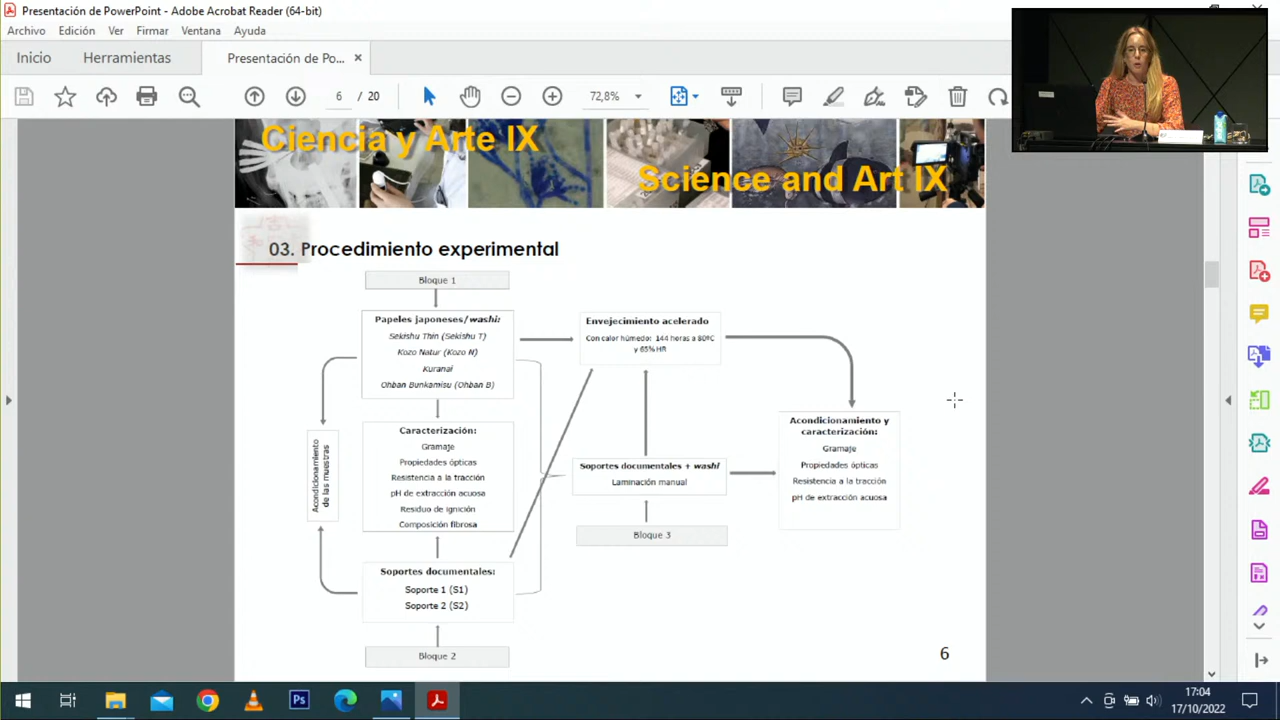 Presentación de PowerPoint - Adobe Acrobat Reader (64-bit)
Archivo Edición Ver Firmar Ventana Ayuda
Inicio Herramientas Presentación de Po...
6 / 20 72,8%
Ciencia y Arte IX
Science and Art IX
03. Procedimiento experimental
Bloque 1
Papeles japoneses/washi:
Sekishu Thin (Sekishu T)
Kozo Natur (Kozo N)
Kuranai
Ohban Bunkamisu (Ohban B)
Envejecimiento acelerado
Con calor húmedo: 144 horas a 80ºC
y 65% HR
Acondicionamiento
de las muestras
Caracterización:
Gramaje
Propiedades ópticas
Resistencia a la tracción
pH de extracción acuosa
Residuo de ignición
Composición fibrosa
Soportes documentales + washi
Laminación manual
Bloque 3
Acondicionamiento y
caracterización:
Gramaje
Propiedades ópticas
Resistencia a la tracción
pH de extracción acuosa
Soportes documentales:
Soporte 1 (S1)
Soporte 2 (S2)
Bloque 2
6
Ps
17:04
17/10/2022